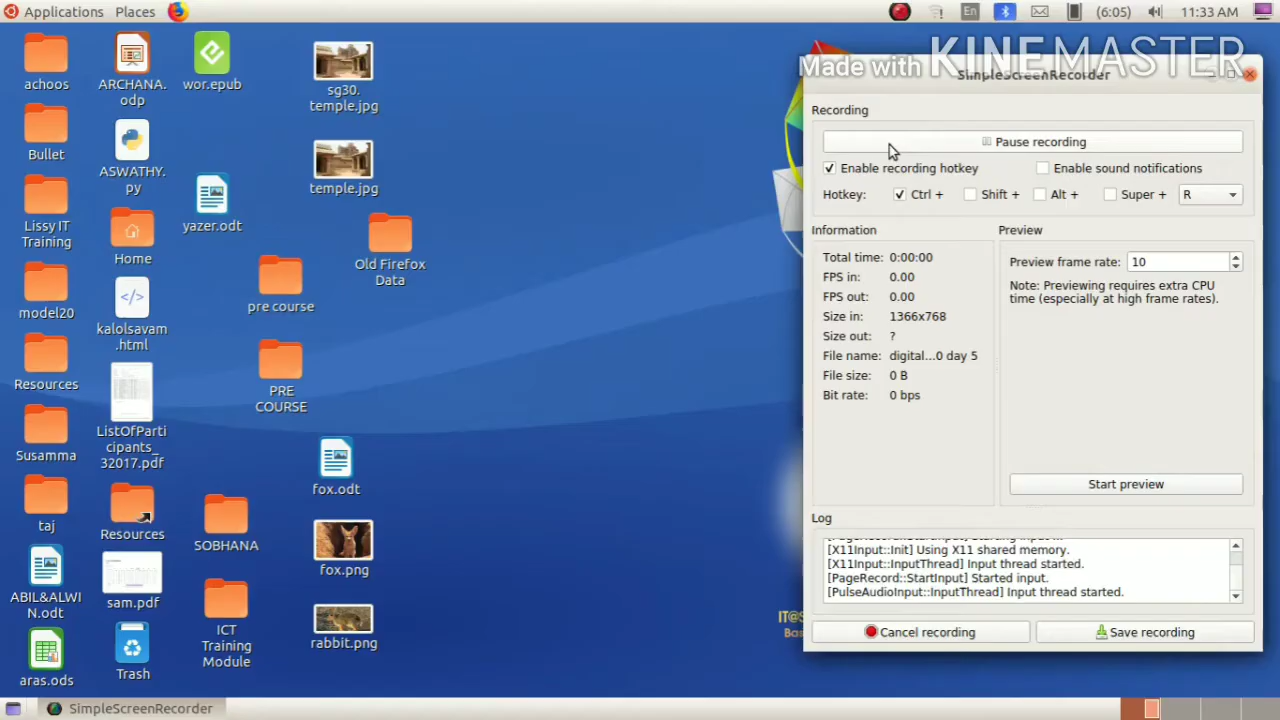 Applications Places En (6:05) 11:33 AM
Made with KINEMASTER
achoos
Bullet
Lissy IT
Training
model20
Resources
Susamma
taj
ABIL&ALWI
N.odt
aras.ods
ARCHANA.
odp
ASWATHY.
py
Home
kalolsavam
.html
ListOfParti
cipants_
32017.pdf
Resources
sam.pdf
Trash
wor.epub
yazer.odt
pre course
PRE
COURSE
SOBHANA
ICT
Training
Module
sg30.
temple.jpg
temple.jpg
Old Firefox
Data
fox.odt
fox.png
rabbit.png
IT@S
Bas
SimpleScreenRecorder
Recording
Pause recording
Enable recording hotkey Enable sound notifications
Hotkey: Ctrl + Shift + Alt + Super + R
Information
Total time: 0:00:00
FPS in: 0.00
FPS out: 0.00
Size in: 1366x768
Size out: ?
File name: digital...0 day 5
File size: 0 B
Bit rate: 0 bps
Preview
Preview frame rate: 10
Note: Previewing requires extra CPU
time (especially at high frame rates).
Start preview
Log
[X11Input::Init] Using X11 shared memory.
[X11Input::InputThread] Input thread started.
[PageRecord::StartInput] Started input.
[PulseAudioInput::InputThread] Input thread started.
Cancel recording Save recording
SimpleScreenRecorder